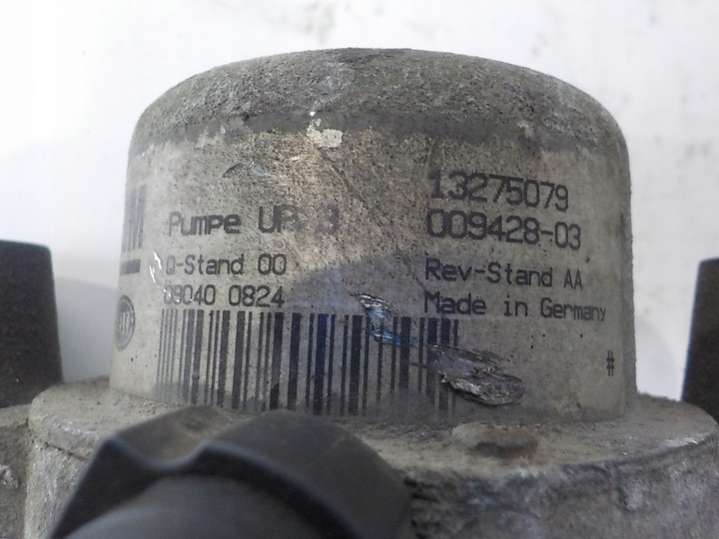 13275079
Pumpe UP
009428-03
Q-Stand 00
Rev-Stand AA
09040 0824
Made in Germany
#